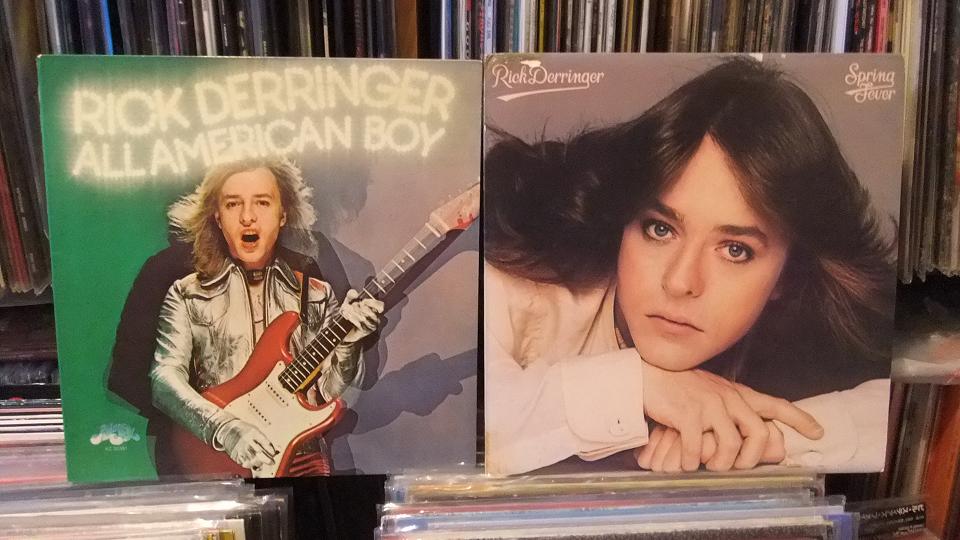 RICK DERRINGER
ALL AMERICAN BOY
Rick Derringer
Spring
Fever